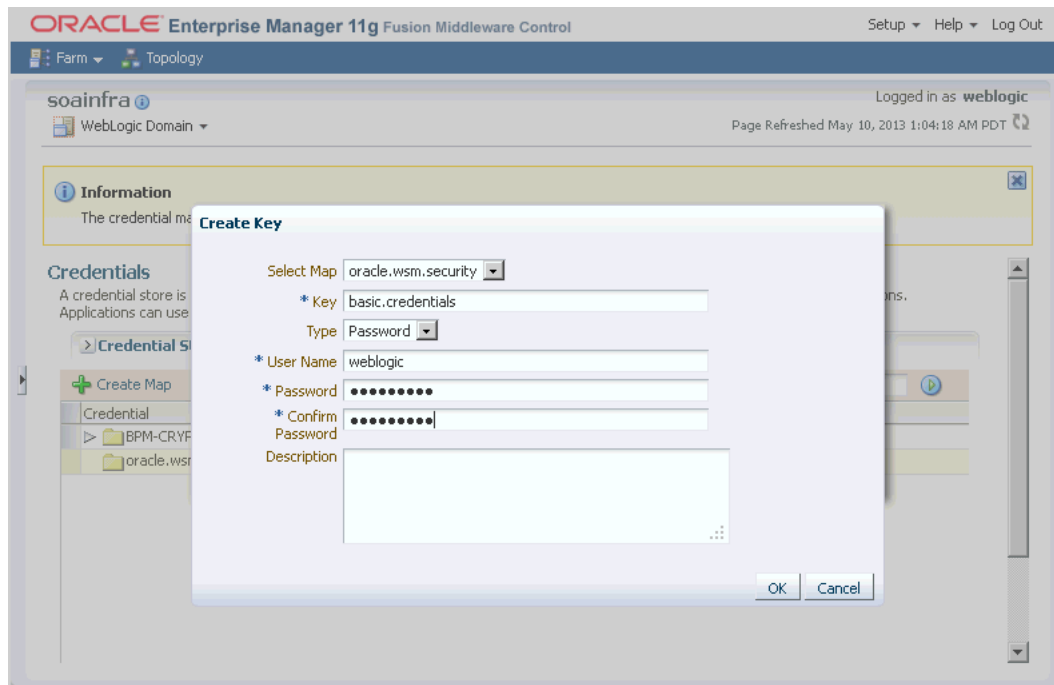 ORACLE Enterprise Manager 11g Fusion Middleware Control
Setup Help Log Out
Farm Topology
soainfra
Logged in as weblogic
WebLogic Domain
Page Refreshed May 10, 2013 1:04:18 AM PDT
Information
The credential ma
Create Key
Select Map oracle.wsm.security
* Key basic.credentials
Type Password
* User Name weblogic
* Password •••••••••
* Confirm Password •••••••••
Description
OK Cancel
Credentials
A credential store is
ons.
Applications can use
Credential S
Create Map
Credential
BPM-CRYP
oracle.wsm